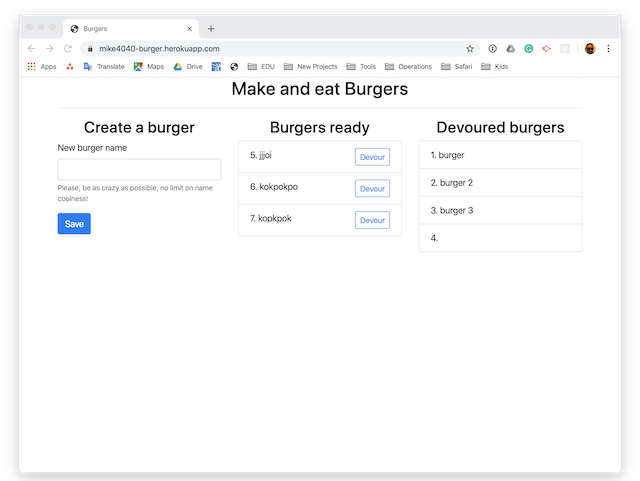 Burgers
mike4040-burger.herokuapp.com
Apps Translate Maps Drive EDU New Projects Tools Operations Safari Kids
Make and eat Burgers
Create a burger
New burger name
Please, be as crazy as possible, no limit on name
coolness!
Save
Burgers ready
5. jjjoi Devour
6. kokpokpo Devour
7. kopkpok Devour
Devoured burgers
1. burger
2. burger 2
3. burger 3
4.